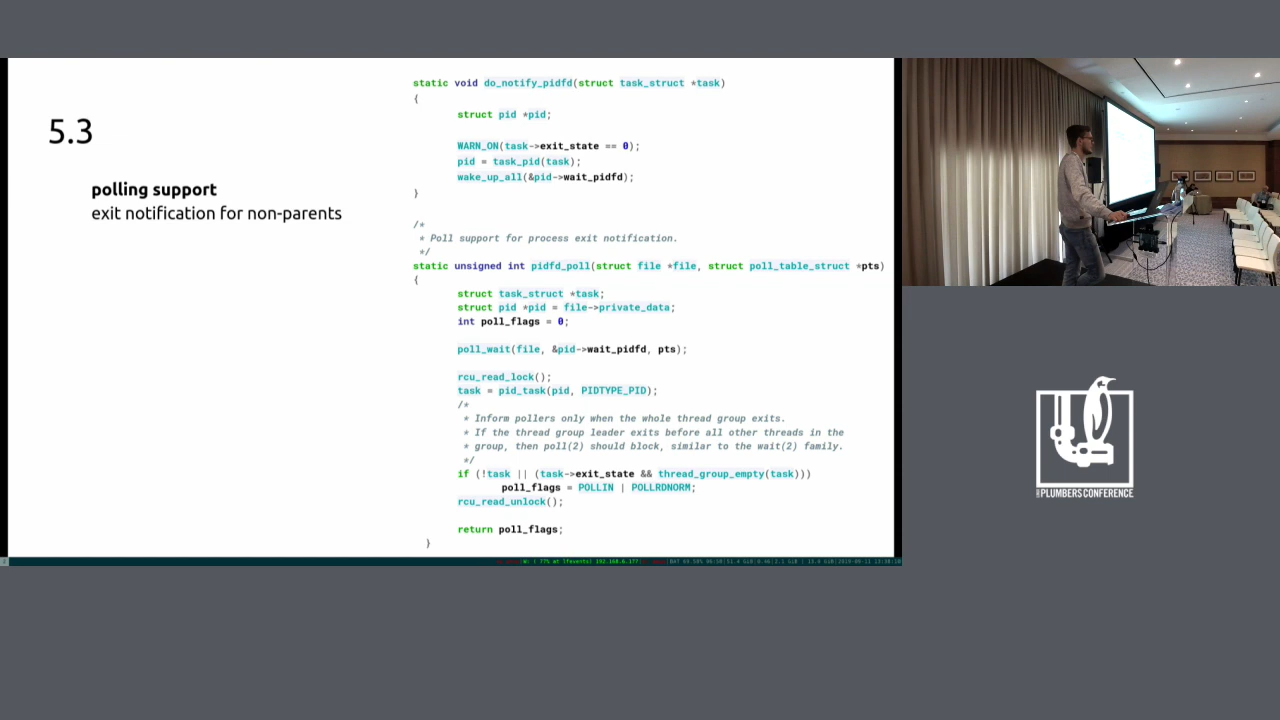 5.3
polling support
exit notification for non-parents
static void do_notify_pidfd(struct task_struct *task)
{
struct pid *pid;
WARN_ON(task->exit_state == 0);
pid = task_pid(task);
wake_up_all(&pid->wait_pidfd);
}
/*
* Poll support for process exit notification.
*/
static unsigned int pidfd_poll(struct file *file, struct poll_table_struct *pts)
{
struct task_struct *task;
struct pid *pid = file->private_data;
int poll_flags = 0;
poll_wait(file, &pid->wait_pidfd, pts);
rcu_read_lock();
task = pid_task(pid, PIDTYPE_PID);
/*
* Inform pollers only when the whole thread group exits.
* If the thread group leader exits before all other threads in the
* group, then poll(2) should block, similar to the wait(2) family.
*/
if (!task || (task->exit_state && thread_group_empty(task)))
poll_flags = POLLIN | POLLRDNORM;
rcu_read_unlock();
return poll_flags;
}
PLUMBERS CONFERENCE